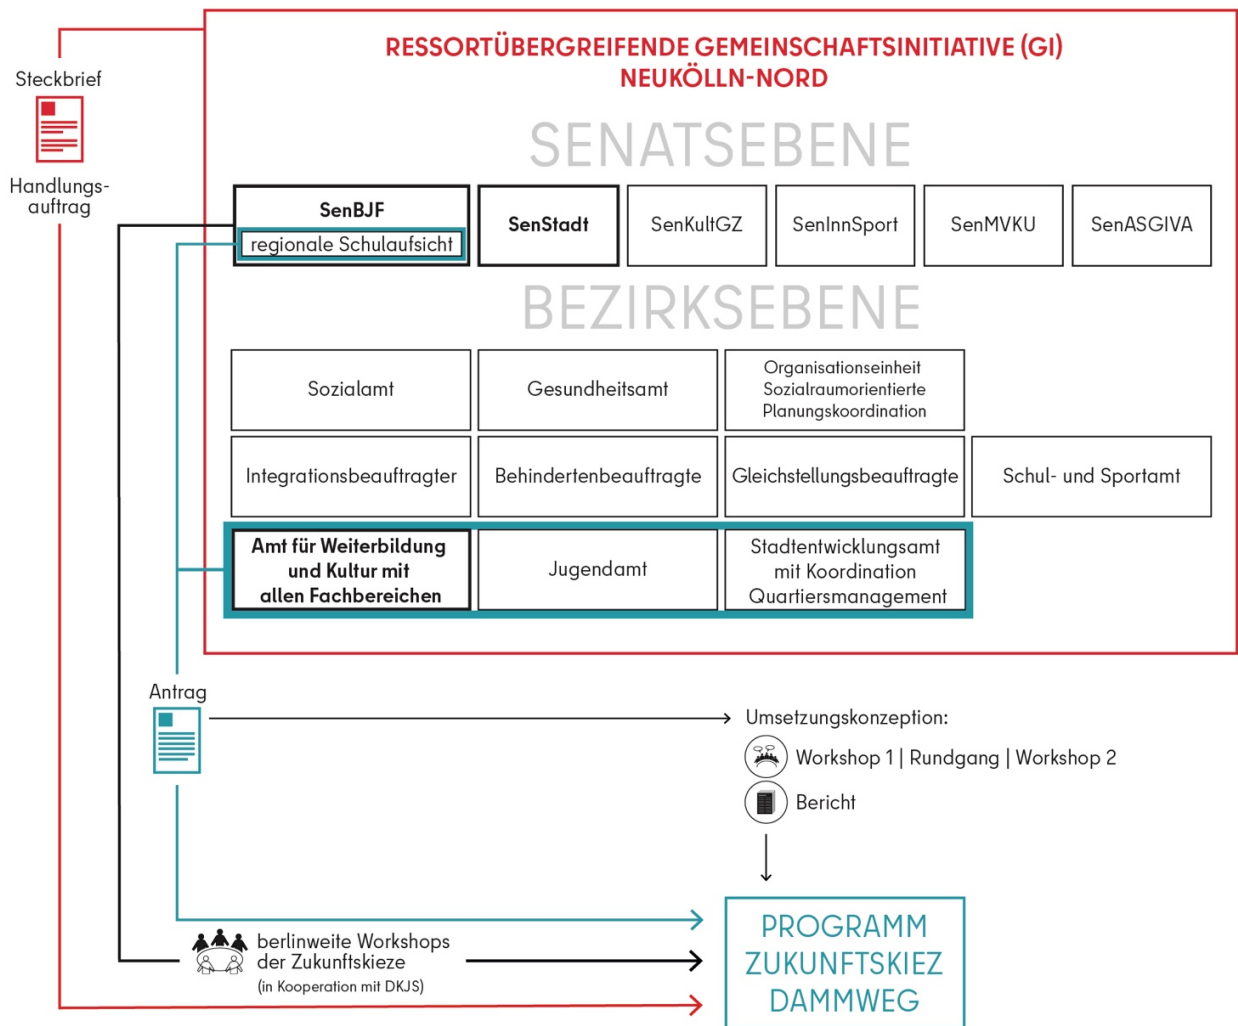 RESSORTÜBERGREIFENDE GEMEINSCHAFTSINITIATIVE (GI)
NEUKÖLLN-NORD
Steckbrief
Handlungs-
auftrag
SENATSEBENE
SenBJF
regionale Schulaufsicht
SenStadt
SenKultGZ
SenInnSport
SenMVKU
SenASGIVA
BEZIRKSEBENE
Sozialamt
Gesundheitsamt
Organisationseinheit
Sozialraumorientierte
Planungskoordination
Integrationsbeauftragter
Behindertenbeauftragte
Gleichstellungsbeauftragte
Schul- und Sportamt
Amt für Weiterbildung
und Kultur mit
allen Fachbereichen
Jugendamt
Stadtentwicklungsamt
mit Koordination
Quartiersmanagement
Antrag
Umsetzungskonzeption:
Workshop 1 | Rundgang | Workshop 2
Bericht
berlinweite Workshops
der Zukunftskieze
(in Kooperation mit DKJS)
PROGRAMM
ZUKUNFTSKIEZ
DAMMWEG